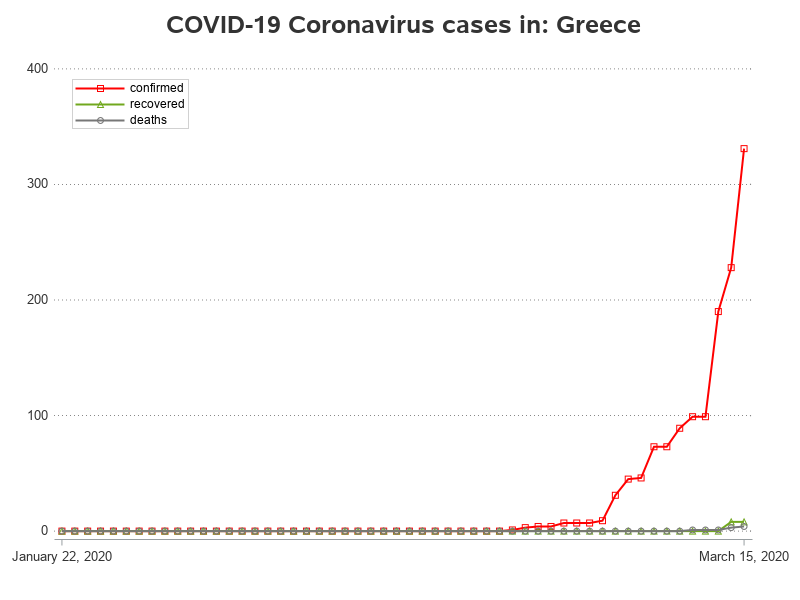 COVID-19 Coronavirus cases in: Greece
400
confirmed
recovered
deaths
300
200
100
0
January 22, 2020
March 15, 2020